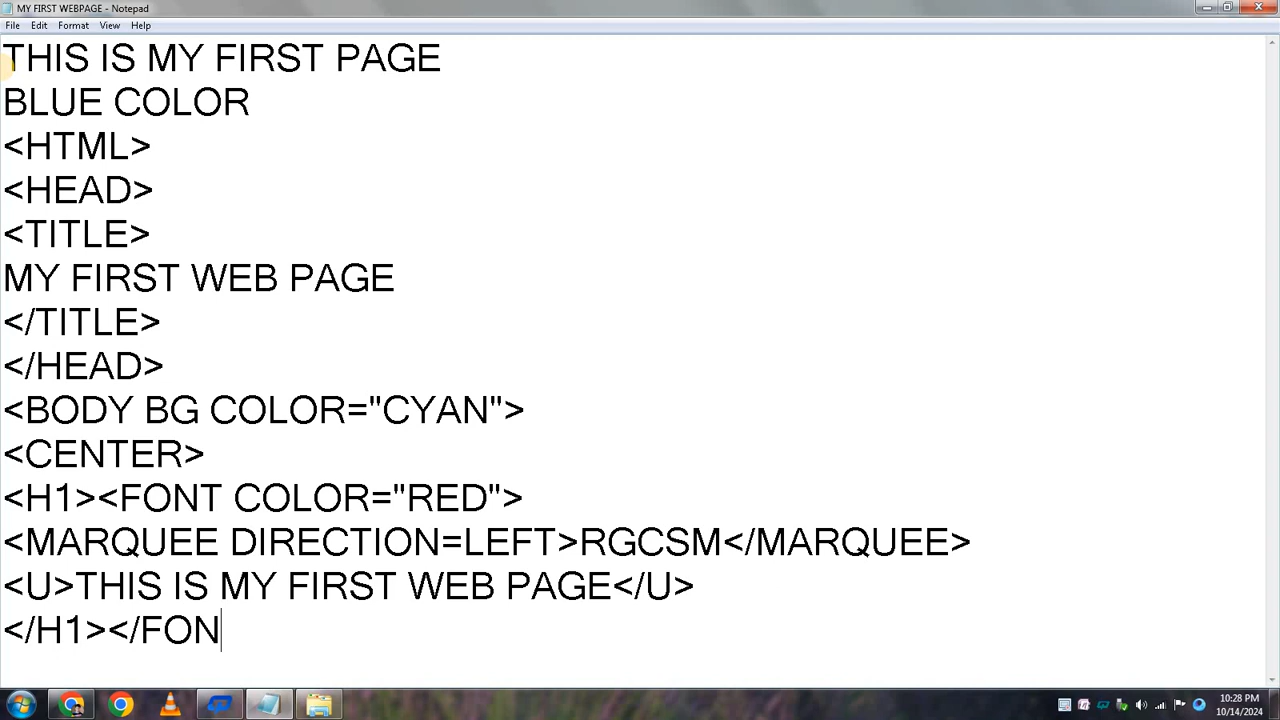 MY FIRST WEBPAGE - Notepad
File Edit Format View Help
THIS IS MY FIRST PAGE
BLUE COLOR
<HTML>
<HEAD>
<TITLE>
MY FIRST WEB PAGE
</TITLE>
</HEAD>
<BODY BG COLOR="CYAN">
<CENTER>
<H1><FONT COLOR="RED">
<MARQUEE DIRECTION=LEFT>RGCSM</MARQUEE>
<U>THIS IS MY FIRST WEB PAGE</U>
</H1></FON
10:28 PM
10/14/2024